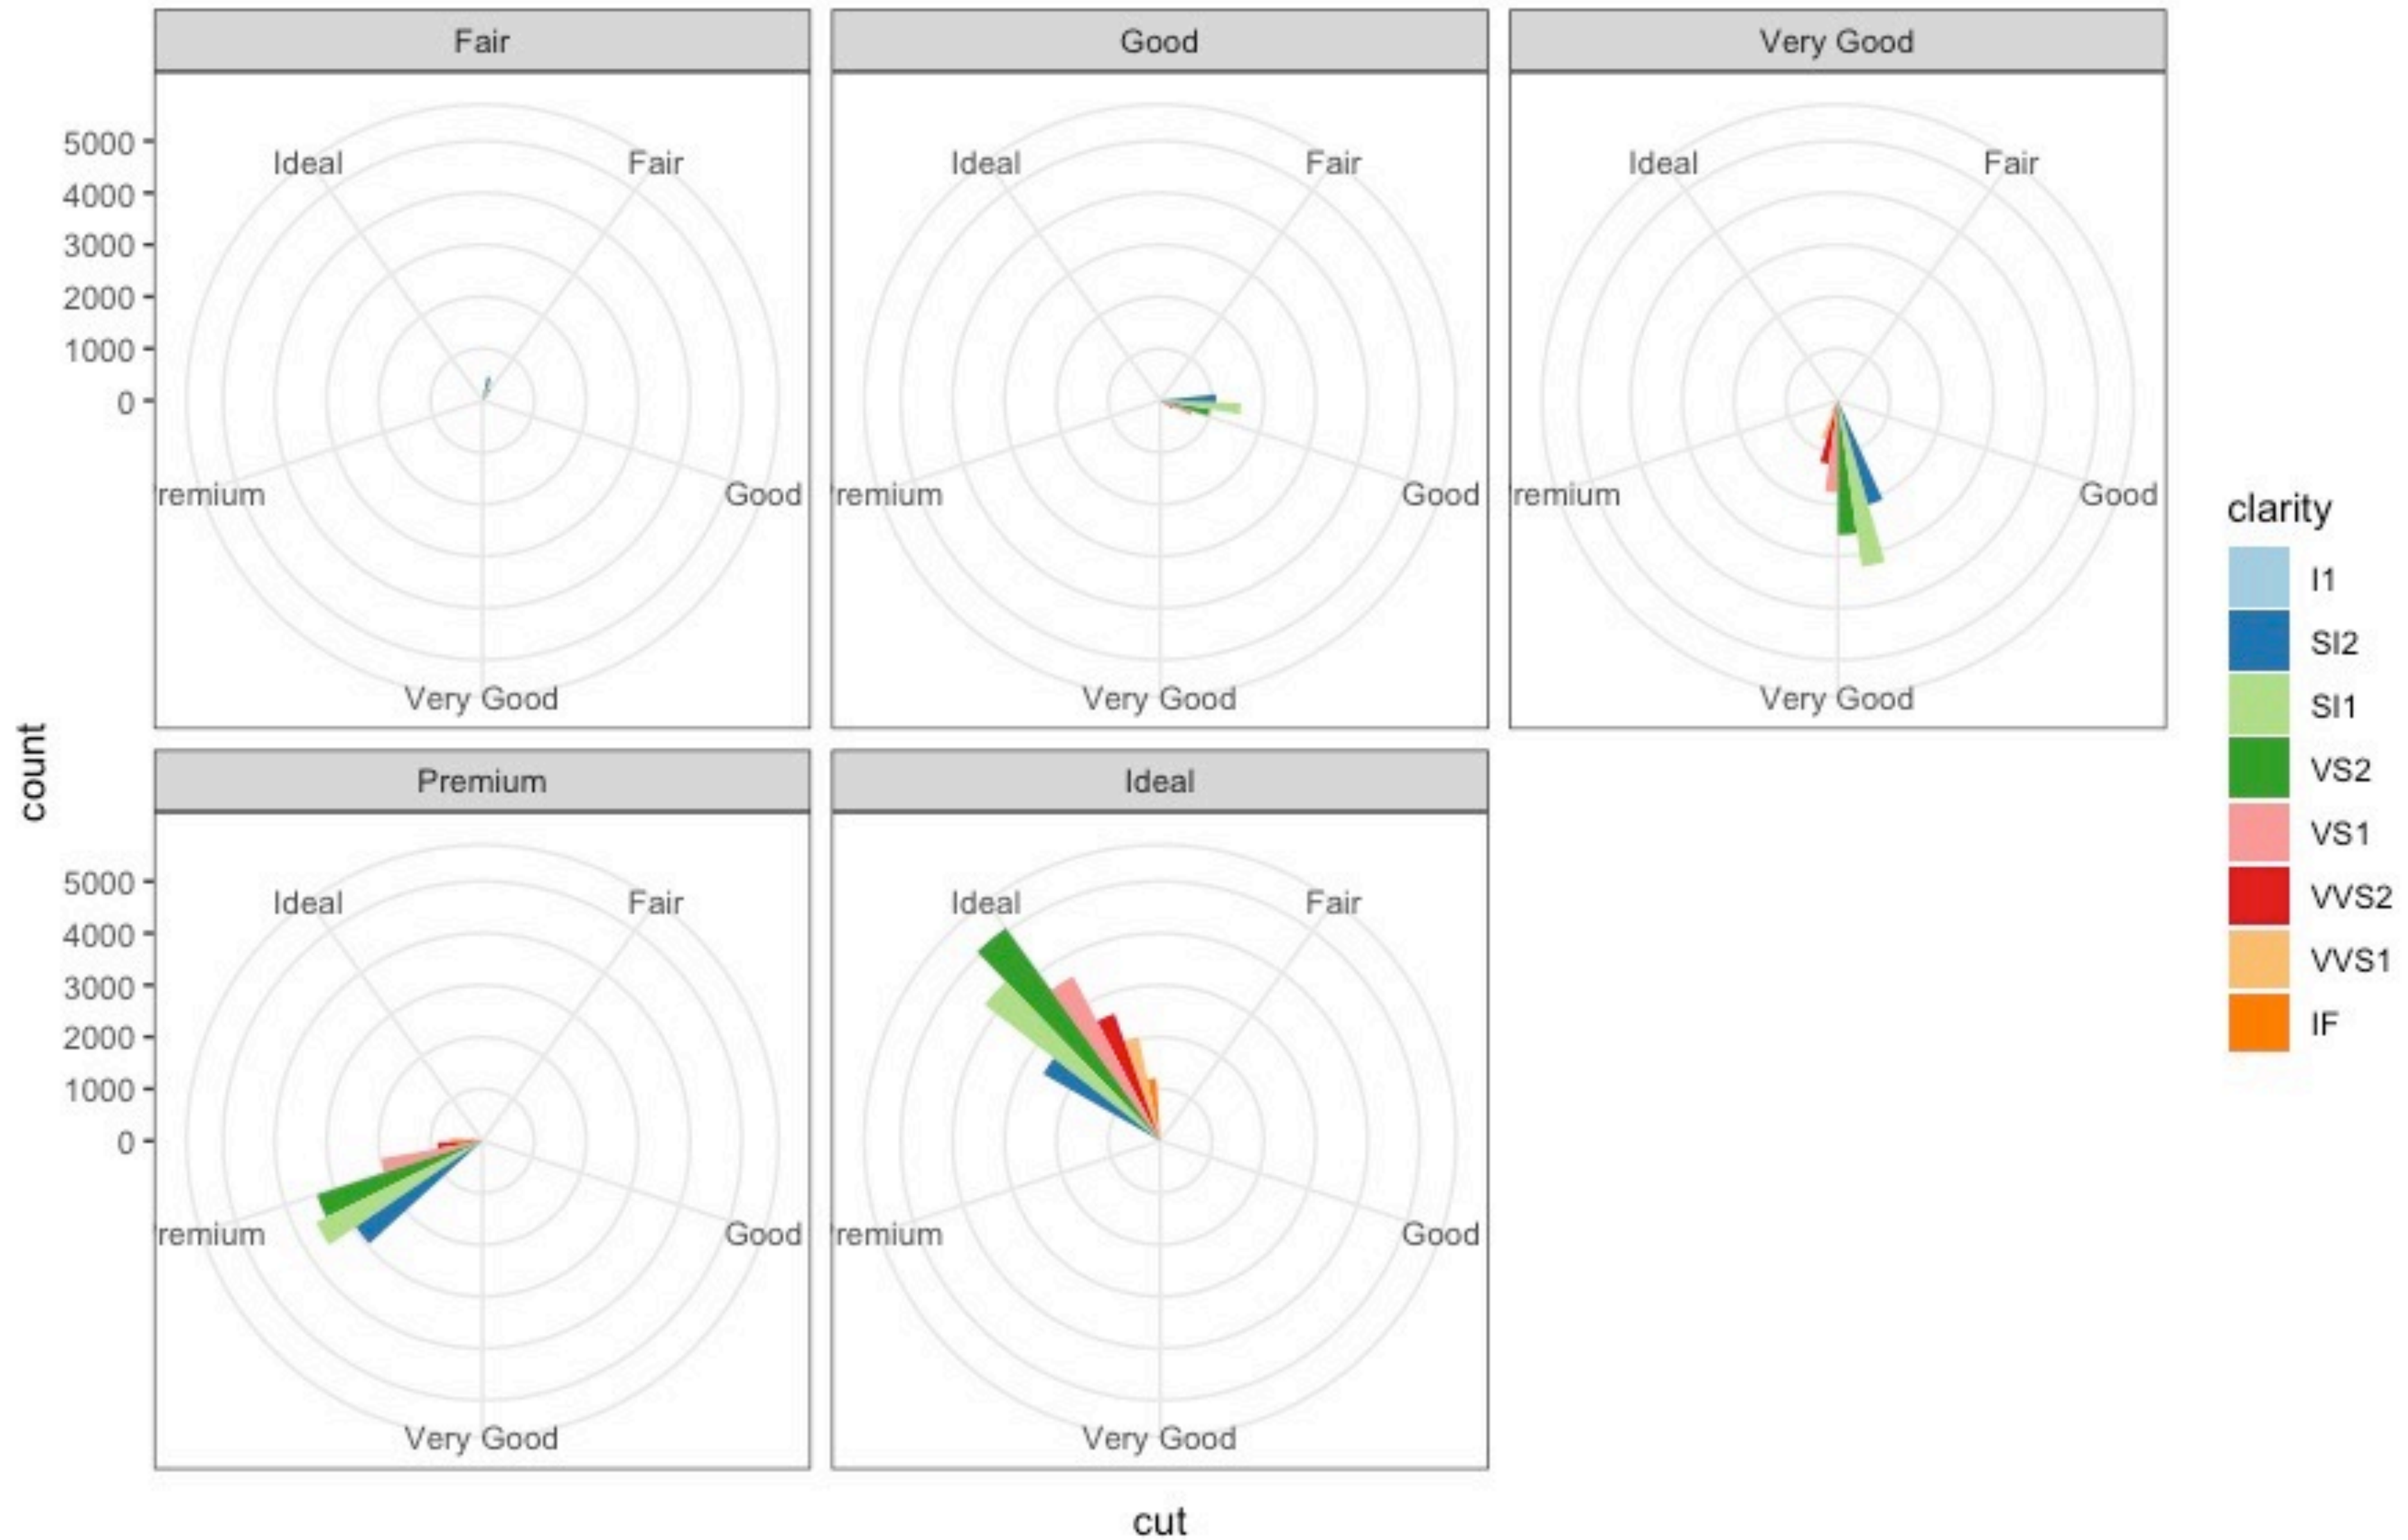 Fair
Good
Very Good
5000
4000
3000
2000
1000
0
Ideal
Fair
remium
Good
Very Good
Ideal
Fair
remium
Good
Very Good
Ideal
Fair
remium
Good
Very Good
Premium
Ideal
5000
4000
3000
2000
1000
0
Ideal
Fair
remium
Good
Very Good
Ideal
Fair
remium
Good
Very Good
count
cut
clarity
I1
SI2
SI1
VS2
VS1
VVS2
VVS1
IF